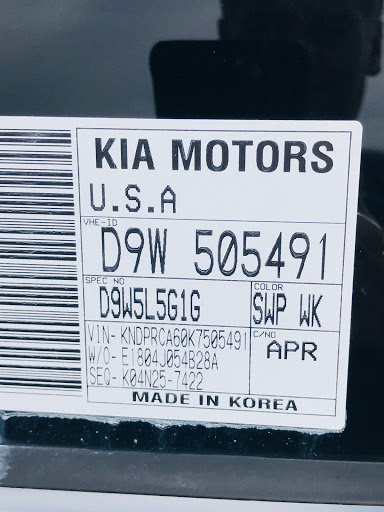 KIA MOTORS
U.S.A
VHE-ID
D9W 505491
SPEC NO
D9W5L5G1G
COLOR
SWP WK
VIN- KNDPRCA60K7505491
W/O- E1804J054B28A
SEQ- K04N25-7422
C/NO
APR
MADE IN KOREA